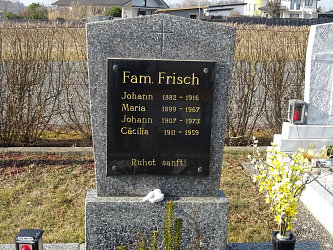 Fam. Frisch
Johann 1882 - 1916
Maria 1899 - 1967
Johann 1907 - 1973
Cäcilia 1911 - 1959
Ruhet sanft!